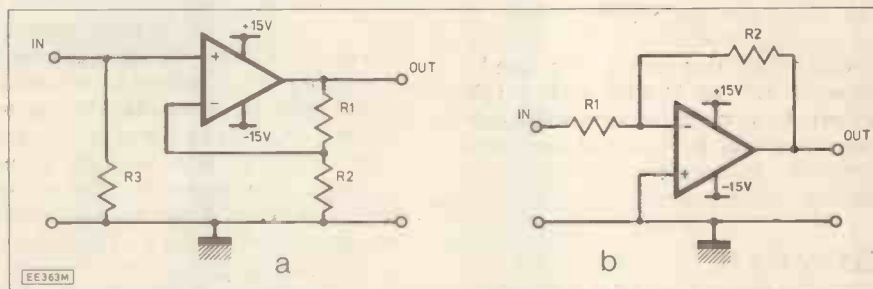 +15V
IN
+
−
OUT
R1
-15V
R3
R2
a
EE363M
R2
+15V
R1
IN
−
+
OUT
-15V
b